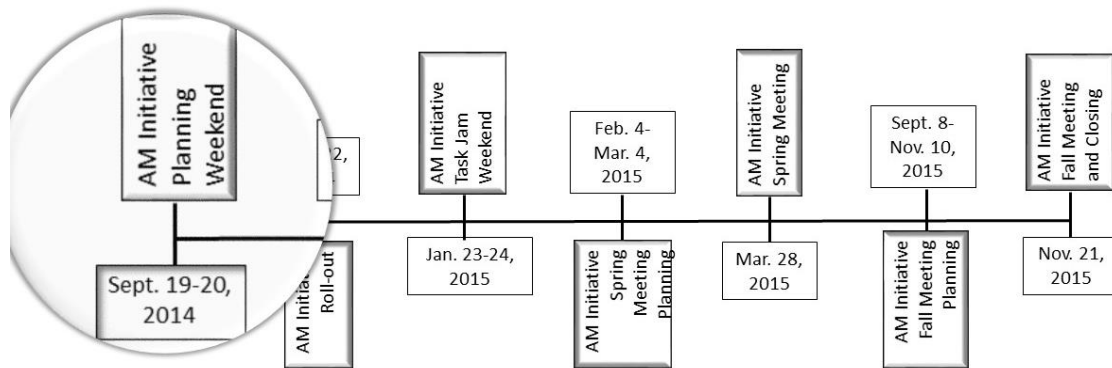 AM Initiative
Planning
Weekend
Sept. 19-20,
2014
22,
Roll-out
AM Initiative
Task Jam
Weekend
Jan. 23-24,
2015
Feb. 4-
Mar. 4,
2015
AM Initiative
Spring
Meeting
Planning
AM Initiative
Spring Meeting
Mar. 28,
2015
Sept. 8-
Nov. 10,
2015
AM Initiative
Fall Meeting
Planning
AM Initiative
Fall Meeting
and Closing
Nov. 21,
2015